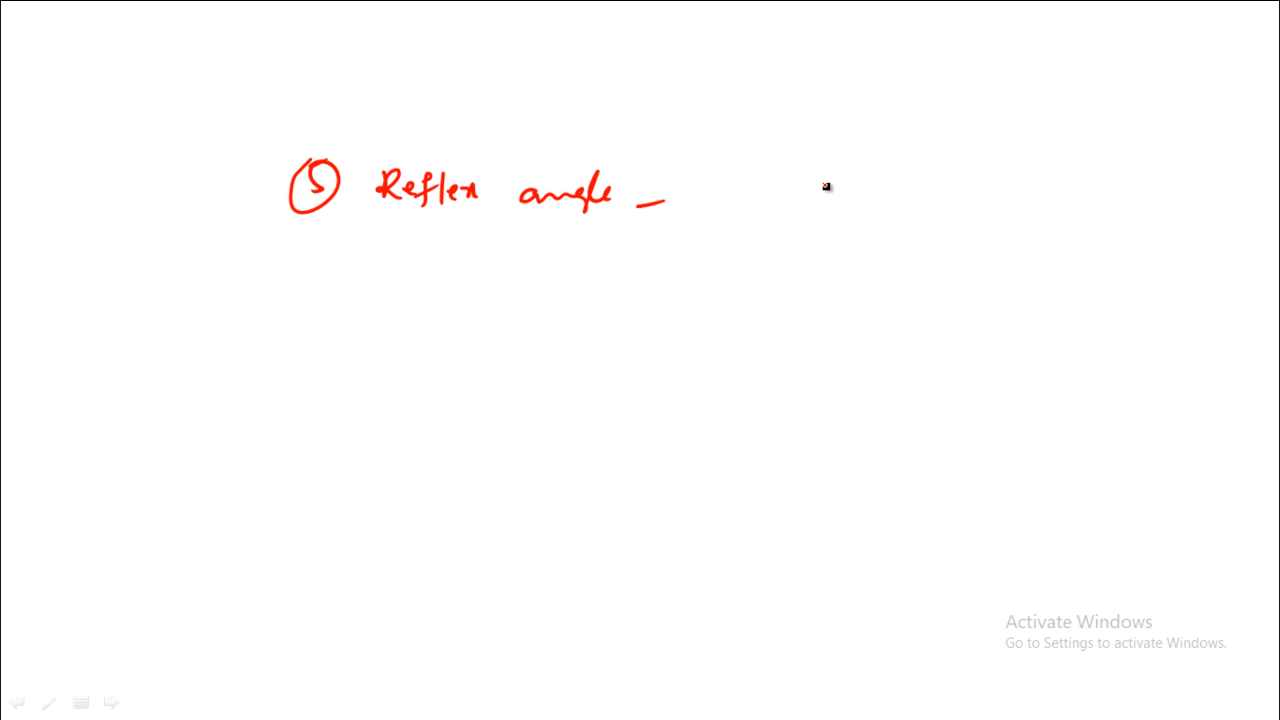 5 Reflex angle –
Activate Windows
Go to Settings to activate Windows.